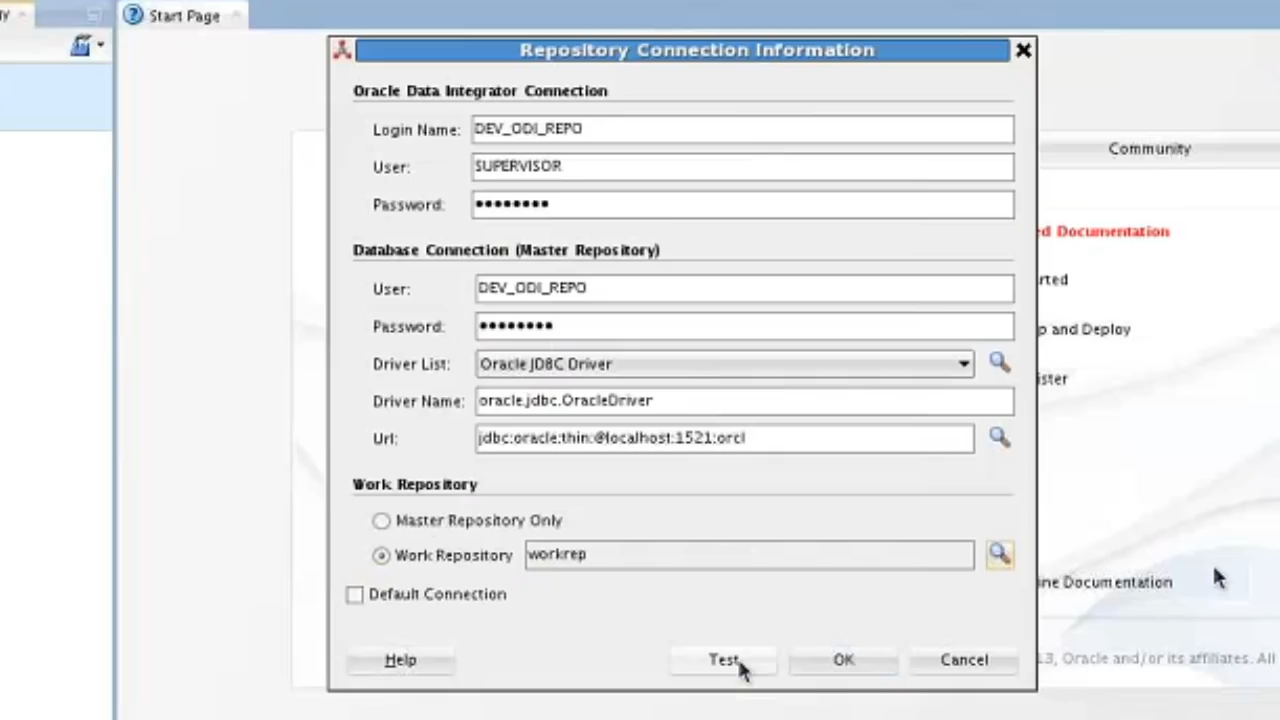 y
Start Page
Repository Connection Information
Oracle Data Integrator Connection
Login Name: DEV_ODI_REPO
User: SUPERVISOR
Password: ••••••••
Database Connection (Master Repository)
User: DEV_ODI_REPO
Password: ••••••••
Driver List: Oracle JDBC Driver
Driver Name: oracle.jdbc.OracleDriver
Url: jdbc:oracle:thin:@localhost:1521:orcl
Work Repository
Master Repository Only
Work Repository workrep
Default Connection
Help Test OK Cancel
Community
ed Documentation
rted
p and Deploy
ister
ine Documentation
13, Oracle and/or its affiliates. All